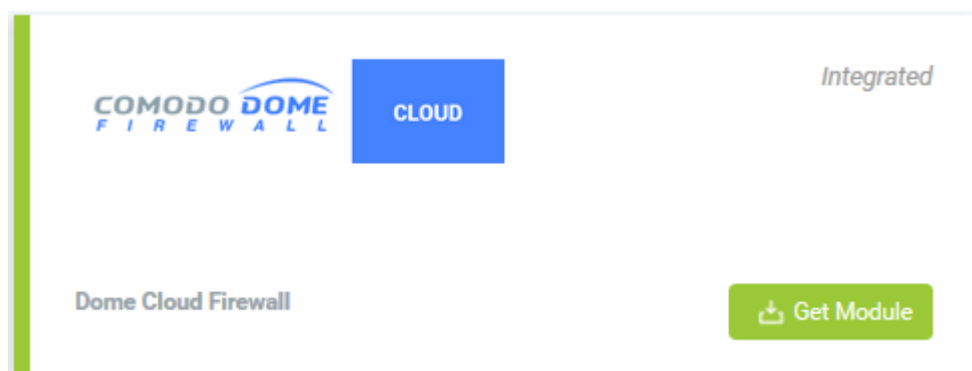 COMODO DOME
FIREWALL
CLOUD
Integrated
Dome Cloud Firewall
Get Module